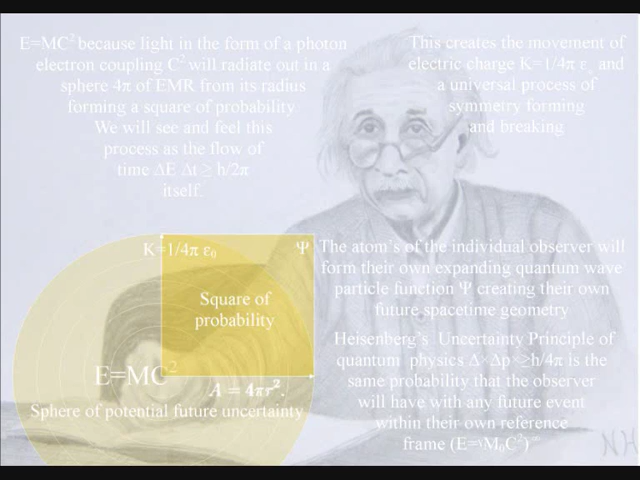 E=MC² because light in the form of a photon
electron coupling C² will radiate out in a
sphere 4π of EMR from its radius
forming a square of probability
We will see and feel this
process as the flow of
time ΔE Δt ≥ h/2π
itself.
This creates the movement of
electric charge K=1/4π ε₀ and
a universal process of
symmetry forming
and breaking
K=1/4π ε₀
Ψ
Square of
probability
E=MC²
A = 4πr².
Sphere of potential future uncertainty
The atom's of the individual observer will
form their own expanding quantum wave
particle function Ψ creating their own
future spacetime geometry
Heisenberg's Uncertainty Principle of
quantum physics Δ×Δp×≥h/4π is the
same probability that the observer
will have with any future event
within their own reference
frame (E=ᵞM₀C²)
NH